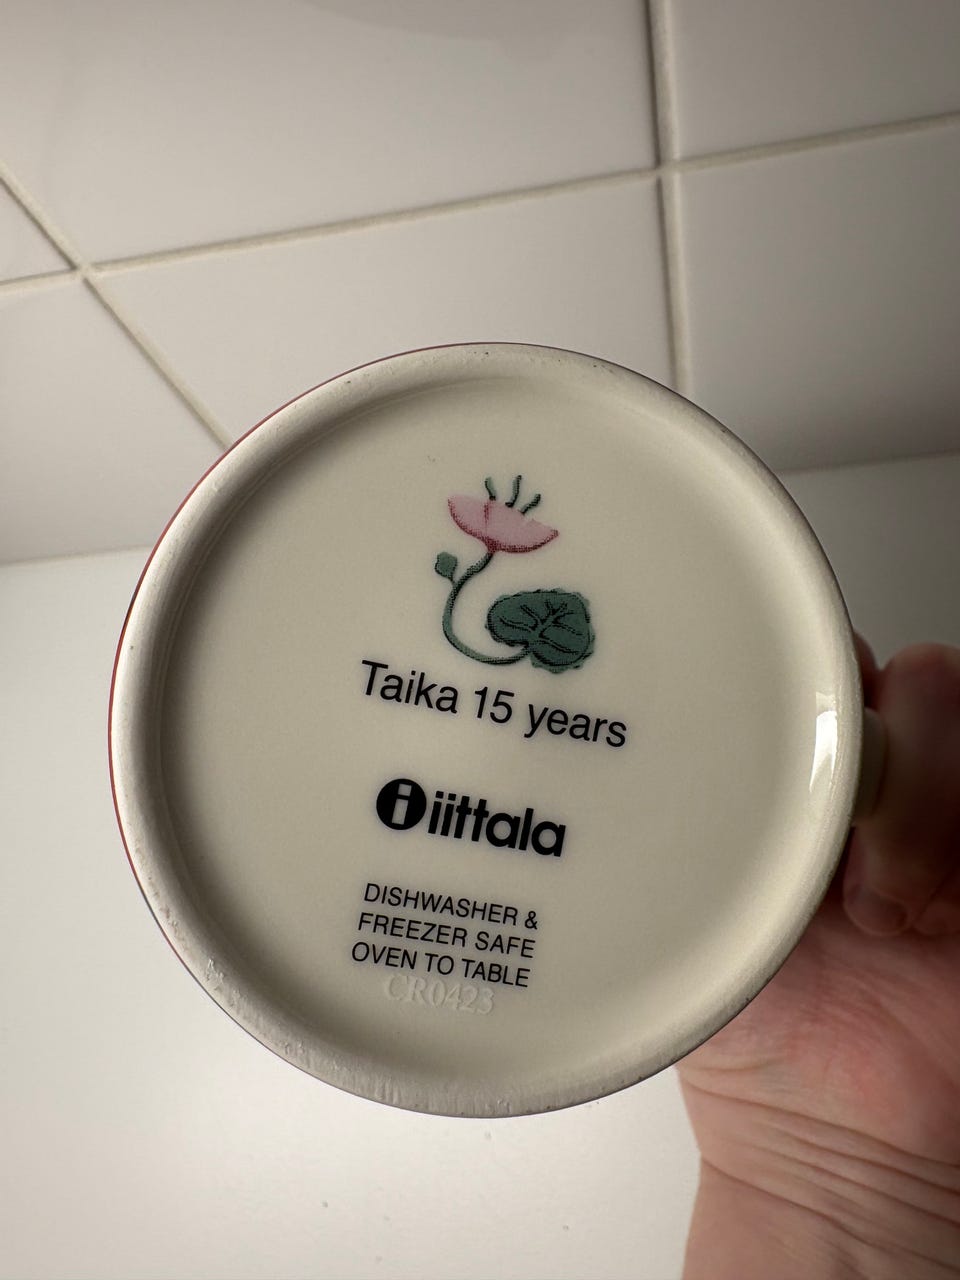 Taika 15 years
i iittala
DISHWASHER &
FREEZER SAFE
OVEN TO TABLE
CR0423